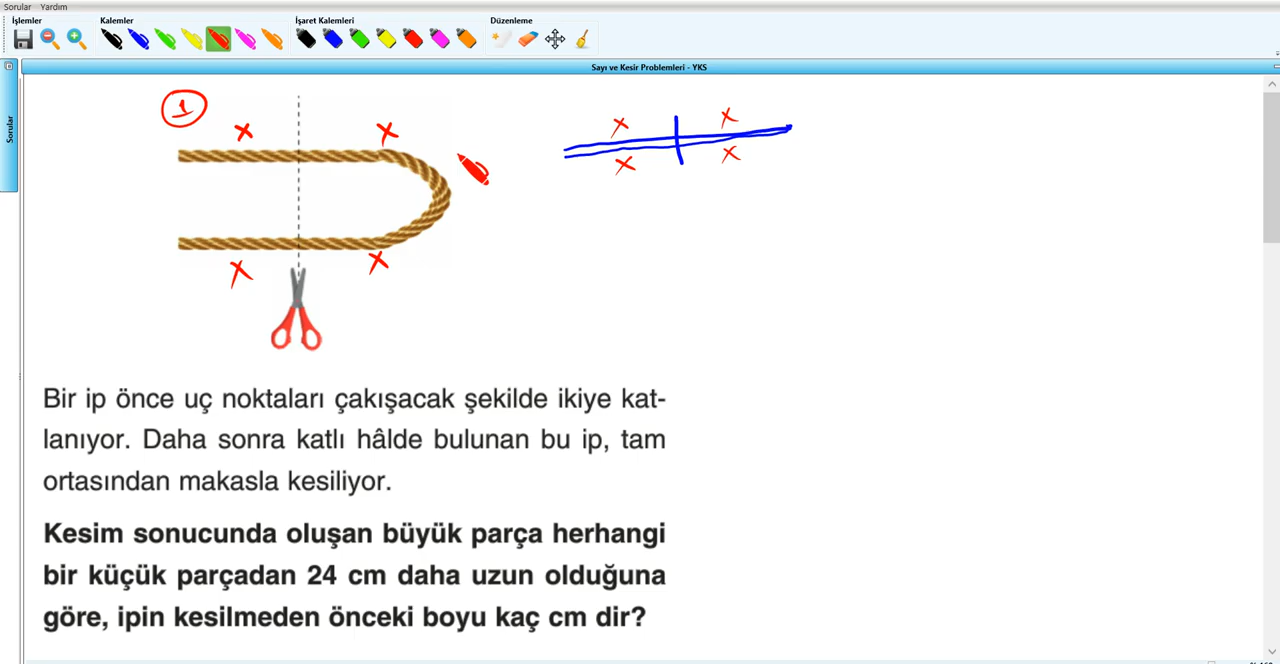 Sorular Yardım
İşlemler Kalemler İşaret Kalemleri Düzenleme
Sayı ve Kesir Problemleri - YKS
Sorular
1
x x
x x
x x
x x
Bir ip önce uç noktaları çakışacak şekilde ikiye kat-
lanıyor. Daha sonra katlı hâlde bulunan bu ip, tam
ortasından makasla kesiliyor.
Kesim sonucunda oluşan büyük parça herhangi
bir küçük parçadan 24 cm daha uzun olduğuna
göre, ipin kesilmeden önceki boyu kaç cm dir?